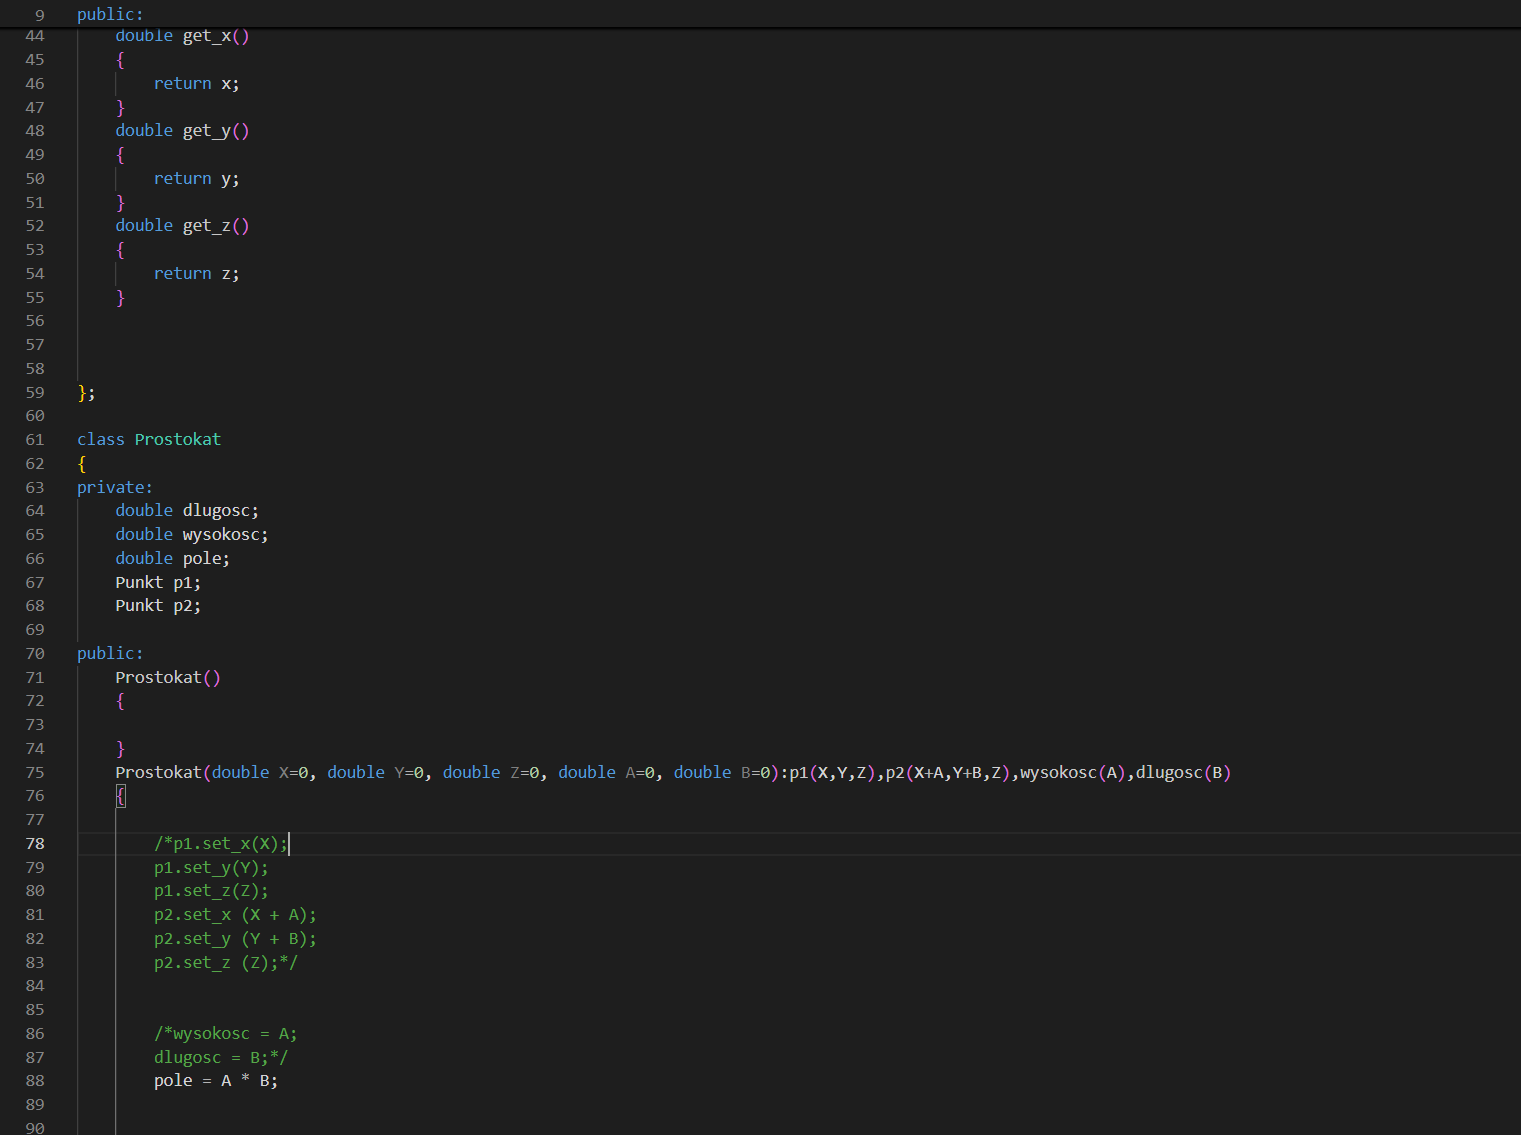 9 public:
44 double get_x()
45 {
46 return x;
47 }
48 double get_y()
49 {
50 return y;
51 }
52 double get_z()
53 {
54 return z;
55 }
56
57
58
59 };
60
61 class Prostokat
62 {
63 private:
64 double dlugosc;
65 double wysokosc;
66 double pole;
67 Punkt p1;
68 Punkt p2;
69
70 public:
71 Prostokat()
72 {
73
74 }
75 Prostokat(double X=0, double Y=0, double Z=0, double A=0, double B=0):p1(X,Y,Z),p2(X+A,Y+B,Z),wysokosc(A),dlugosc(B)
76 {
77
78 /*p1.set_x(X);
79 p1.set_y(Y);
80 p1.set_z(Z);
81 p2.set_x (X + A);
82 p2.set_y (Y + B);
83 p2.set_z (Z);*/
84
85
86 /*wysokosc = A;
87 dlugosc = B;*/
88 pole = A * B;
89
90